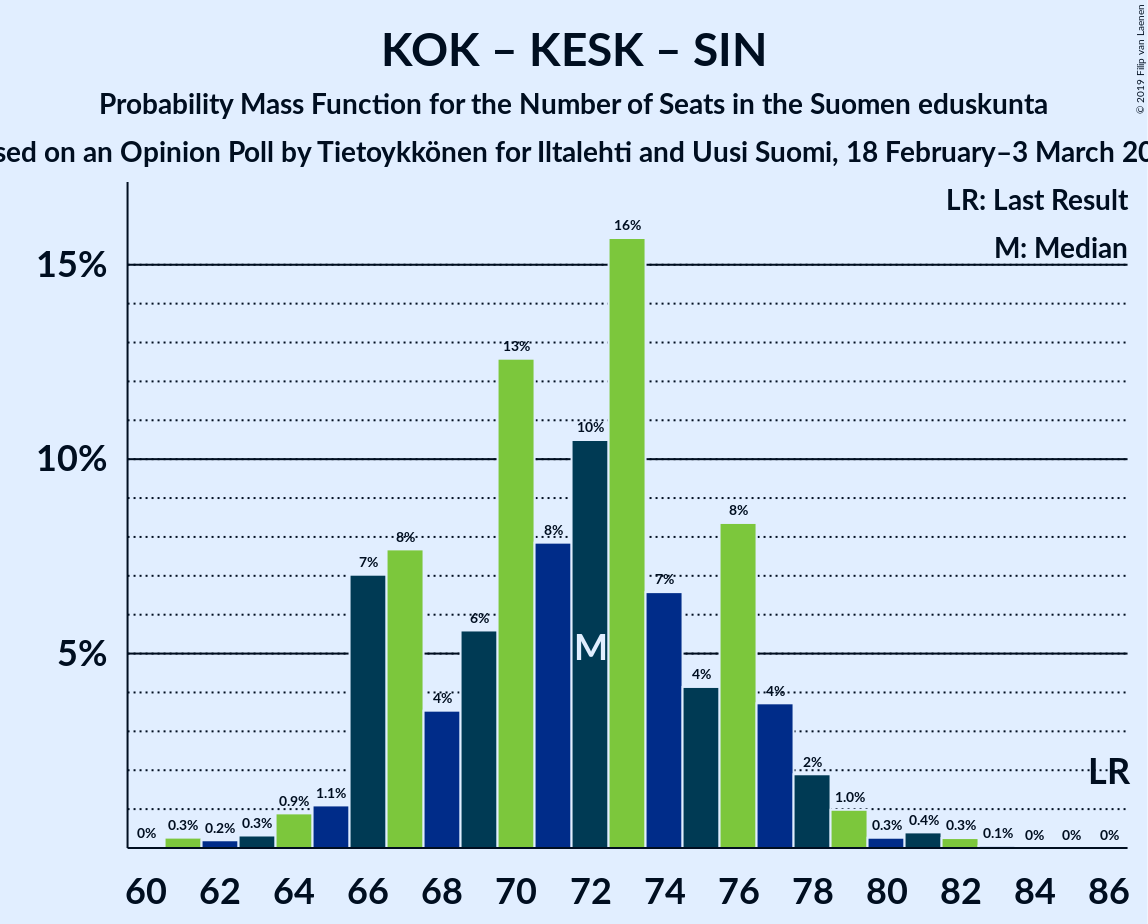 KOK – KESK – SIN
Probability Mass Function for the Number of Seats in the Suomen eduskunta
sed on an Opinion Poll by Tietoykkönen for Iltalehti and Uusi Suomi, 18 February–3 March 20
© 2019 Filip van Laenen
LR: Last Result
M: Median
15%
10%
5%
0% 0.3% 0.2% 0.3% 0.9% 1.1% 7% 8% 4% 6% 13% 8% 10% 16% 7% 4% 8% 4% 2% 1.0% 0.3% 0.4% 0.3% 0.1% 0% 0% 0%
M
LR
60 62 64 66 68 70 72 74 76 78 80 82 84 86